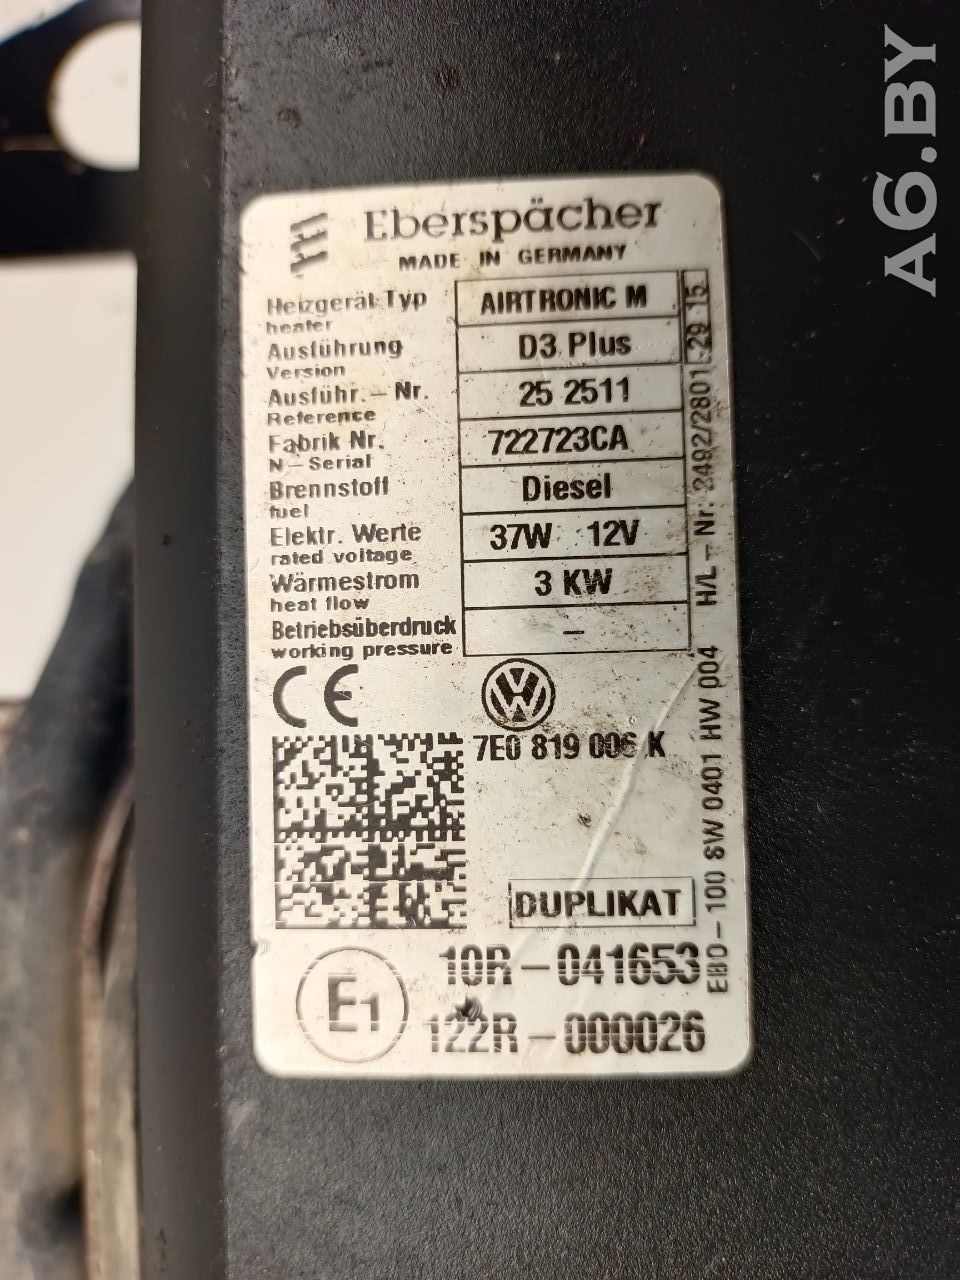 A6.BY
Eberspächer
MADE IN GERMANY
Heizgerät Typ AIRTRONIC M
heater
Ausführung D3 Plus
Version
Ausführ.-Nr. 25 2511
Reference
Fabrik Nr. 722723CA
N-Serial
Brennstoff Diesel
fuel
Elektr. Werte 37W 12V
rated voltage
Wärmestrom 3 KW
heat flow
Betriebsüberdruck –
working pressure
CE
7E0 819 006 K
DUPLIKAT
E1
10R-041653
122R-000026
29 15
H/L-Nr. 2492/2801
EB0-100 SW 0401 HW 004